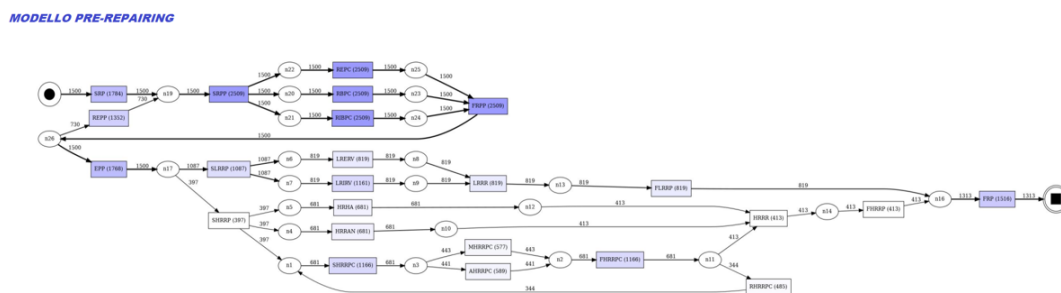 MODELLO PRE-REPAIRING
n22 1500 REPC (2509) 1500 n25
1500 1500
1500 SRP (1784) 1500 n19 1500 SRPP (2509) 1500 n20 1500 RBPC (2509) 1500 n23 1500 FRPP (2509)
REPP (1352) 730 1500 n21 1500 RIBPC (2509) 1500 n24 1500
730 n26 1500
1500 EPP (1768) 1500 n17 1087 SLRRP (1087) 1087 n6 819 LRERV (819) 819 n8 819
1087 n7 819 LRIRV (1161) 819 n9 819 LRRR (819) 819 n13 819 FLRRP (819) 819 n16 1313 FRP (1516) 1313
397 SHRRP (397) 397 n5 681 HRHA (681) 681 n12 413
397 n4 681 HRRAN (681) 681 n10 413 HRRR (413) 413 n14 413 FHRRP (413) 413
397 n1 681 SHRRPC (1166) 681 n3 443 MHRRPC (577) 443 n2 681 FHRRPC (1166) 681 n11 413
441 AHRRPC (589) 441 344
344 RHRRPC (485)